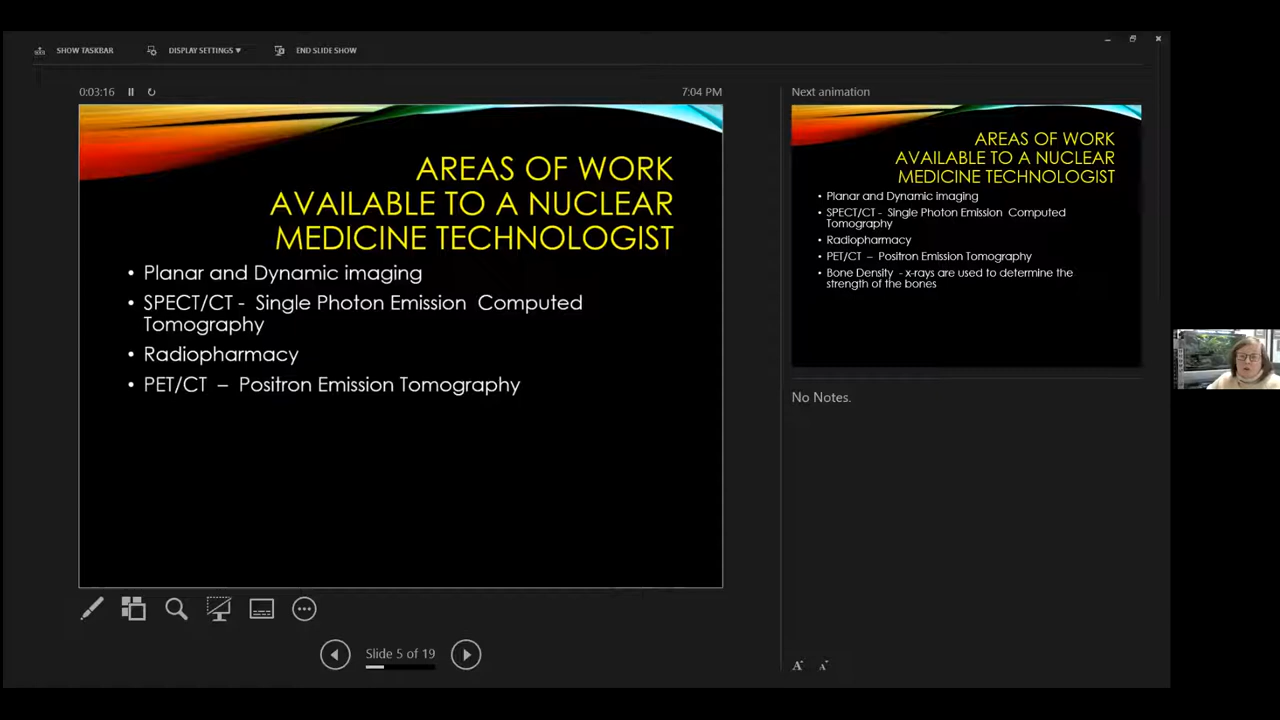 SHOW TASKBAR
DISPLAY SETTINGS ▾
END SLIDE SHOW
0:03:16
7:04 PM
AREAS OF WORK
AVAILABLE TO A NUCLEAR
MEDICINE TECHNOLOGIST
• Planar and Dynamic imaging
• SPECT/CT - Single Photon Emission Computed
Tomography
• Radiopharmacy
• PET/CT – Positron Emission Tomography
Slide 5 of 19
Next animation
AREAS OF WORK
AVAILABLE TO A NUCLEAR
MEDICINE TECHNOLOGIST
• Planar and Dynamic imaging
• SPECT/CT - Single Photon Emission Computed
Tomography
• Radiopharmacy
• PET/CT – Positron Emission Tomography
• Bone Density - x-rays are used to determine the
strength of the bones
No Notes.
A A